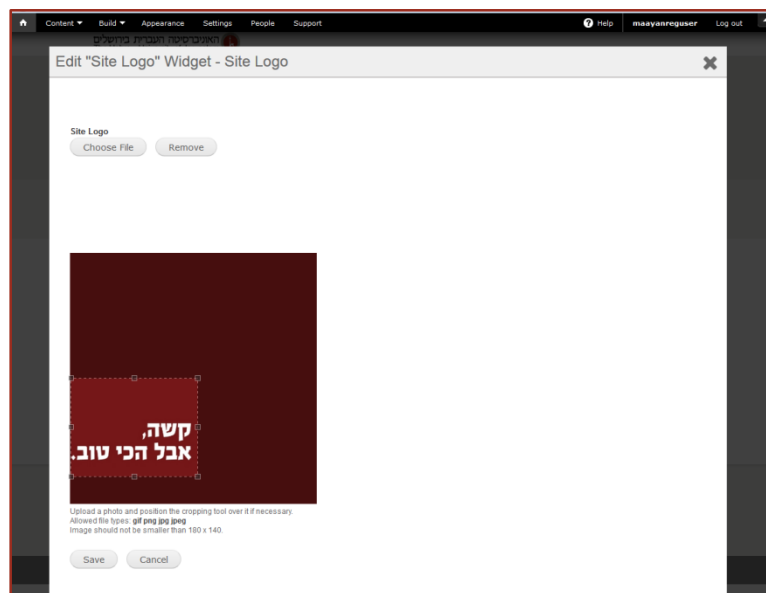 Content Build Appearance Settings People Support Help maayanreguser Log out
האוניברסיטה העברית בירושלים
Edit "Site Logo" Widget - Site Logo
Site Logo
Choose File Remove
קשה,
אבל הכי טוב.
Upload a photo and position the cropping tool over it if necessary.
Allowed file types: gif png jpg jpeg
Image should not be smaller than 180 x 140.
Save Cancel